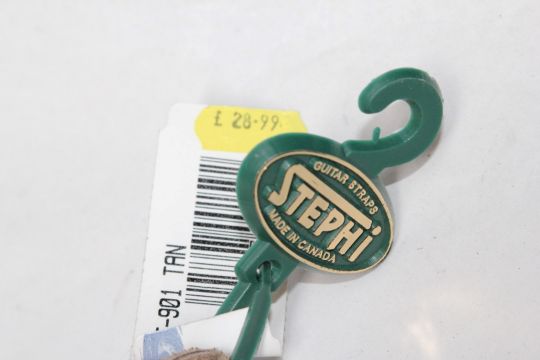 £ 28-99
GUITAR STRAPS
STEPHI
MADE IN CANADA
-901 TAN